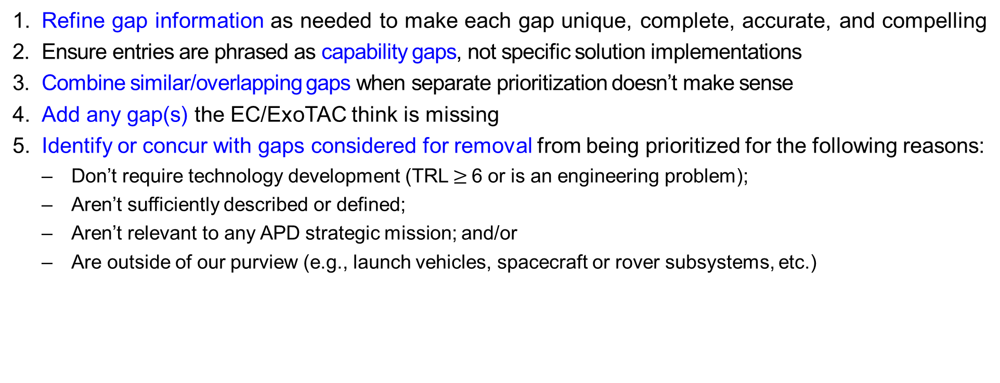 1. Refine gap information as needed to make each gap unique, complete, accurate, and compelling
2. Ensure entries are phrased as capability gaps, not specific solution implementations
3. Combine similar/overlapping gaps when separate prioritization doesn’t make sense
4. Add any gap(s) the EC/ExoTAC think is missing
5. Identify or concur with gaps considered for removal from being prioritized for the following reasons:
– Don’t require technology development (TRL ≥ 6 or is an engineering problem);
– Aren’t sufficiently described or defined;
– Aren’t relevant to any APD strategic mission; and/or
– Are outside of our purview (e.g., launch vehicles, spacecraft or rover subsystems, etc.)